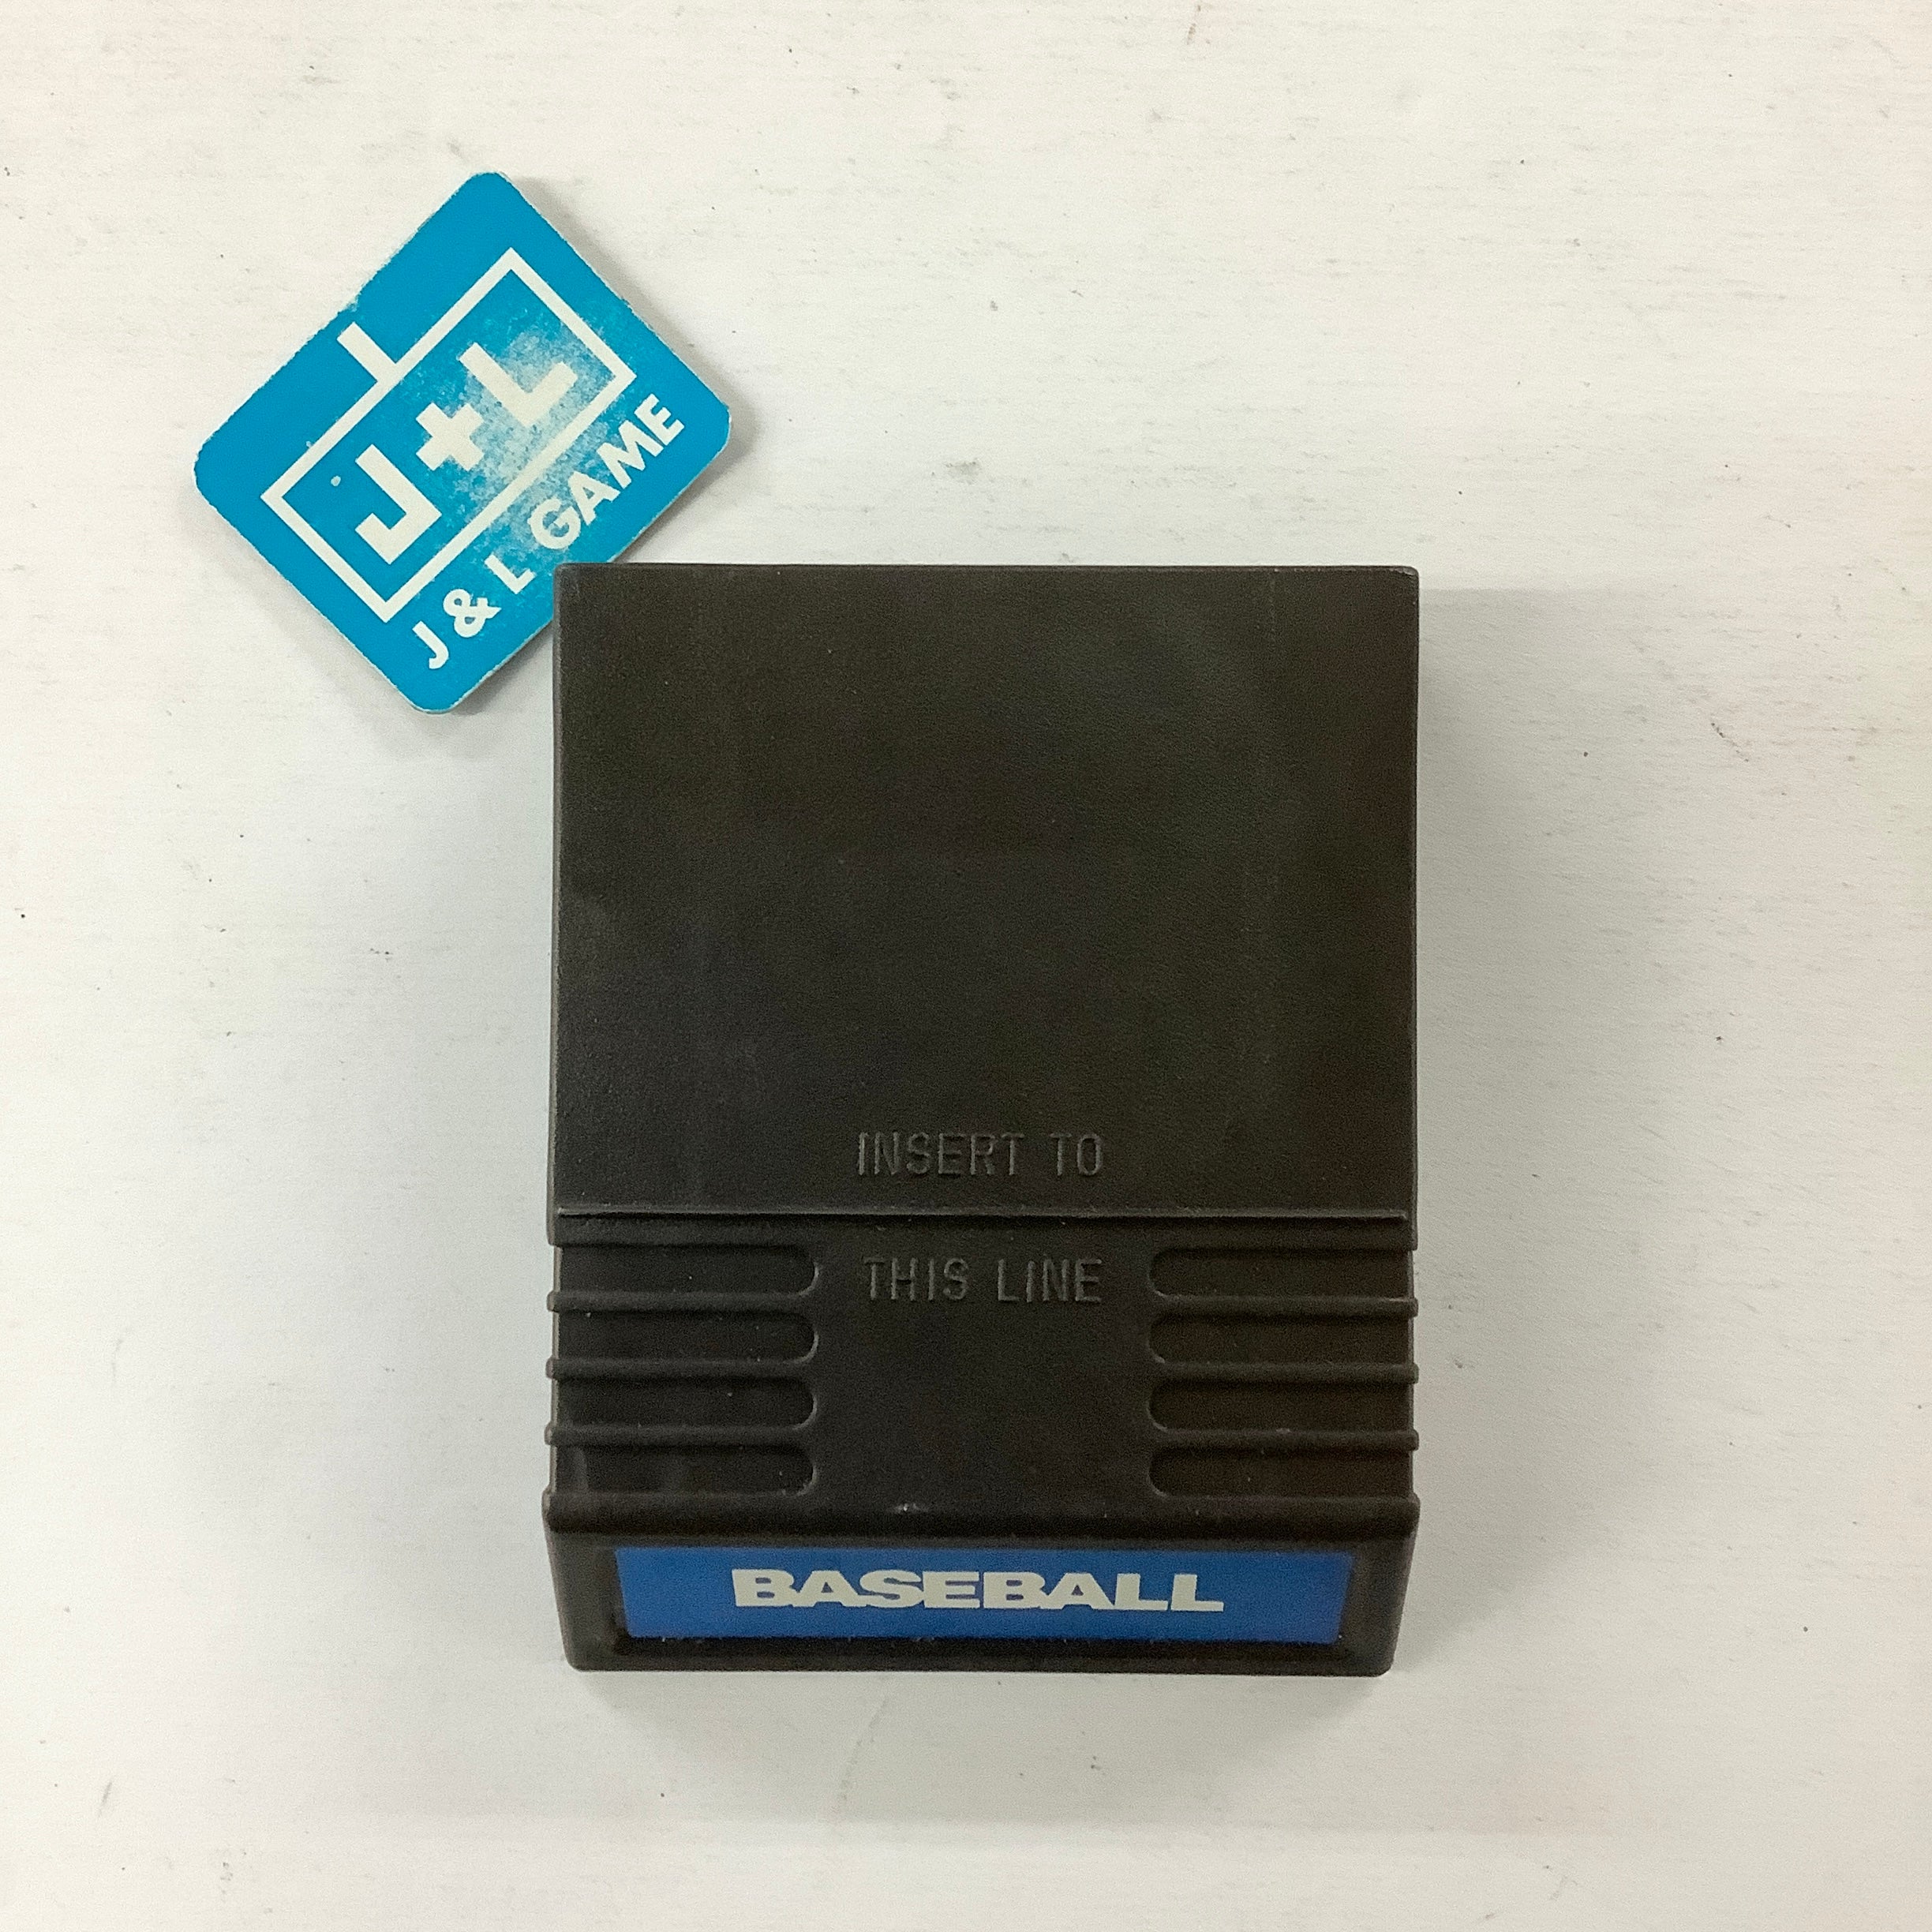 J+L
J & L GAME
INSERT TO
THIS LINE
BASEBALL